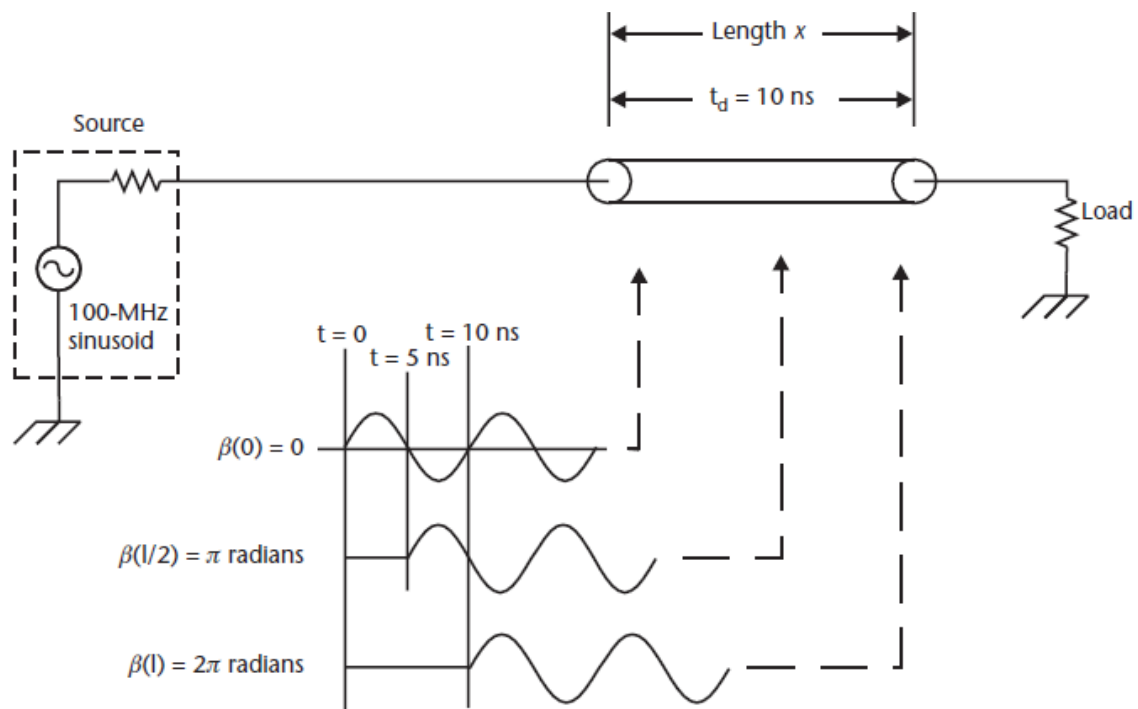 Length x
t_d = 10 ns
Source
Load
100-MHz
sinusoid
t = 0
t = 10 ns
t = 5 ns
β(0) = 0
β(l/2) = π radians
β(l) = 2π radians